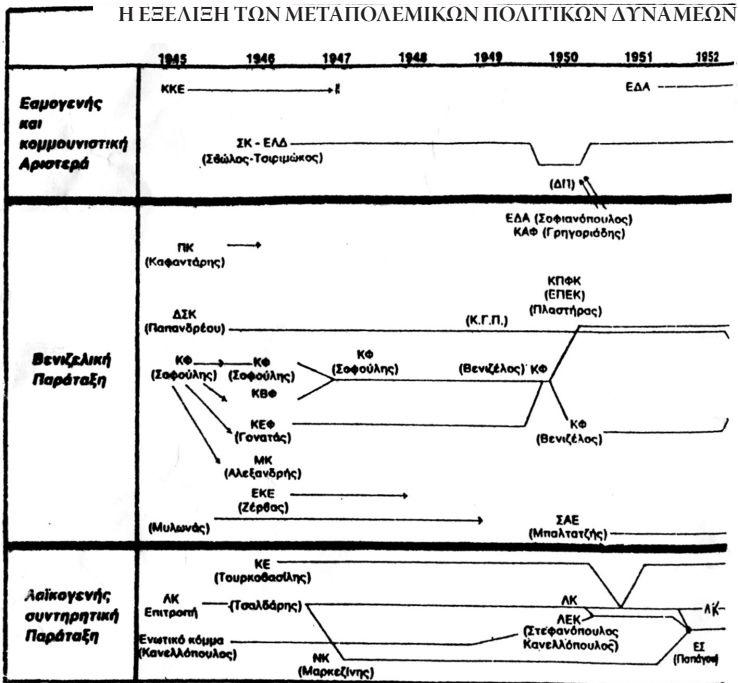 Η ΕΞΕΛΙΞΗ ΤΩΝ ΜΕΤΑΠΟΛΕΜΙΚΩΝ ΠΟΛΙΤΙΚΩΝ ΔΥΝΑΜΕΩΝ
1945 1946 1947 1948 1949 1950 1951 1952
Εαμογενής
και
κομμουνιστική
Αριστερά
ΚΚΕ
ΕΔΑ
ΣΚ - ΕΛΔ
(Σβώλος-Τσιριμώκος)
(ΔΠ)
ΕΔΑ (Σοφιανόπουλος)
ΚΑΦ (Γρηγοριάδης)
Βενιζελική
Παράταξη
ΠΚ
(Καφαντάρης)
ΚΠΦΚ
(ΕΠΕΚ)
(Πλαστήρας)
ΔΣΚ
(Παπανδρέου)
(Κ.Γ.Π.)
ΚΦ
(Σοφούλης)
ΚΦ
(Σοφούλης)
ΚΒΦ
ΚΦ
(Σοφούλης)
(Βενιζέλος) ΚΦ
ΚΕΦ
(Γονατάς)
ΚΦ
(Βενιζέλος)
ΜΚ
(Αλεξανδρής)
ΕΚΕ
(Ζέρβας)
(Μυλωνάς)
ΣΑΕ
(Μπαλτατζής)
Λαϊκογενής
συντηρητική
Παράταξη
ΚΕ
(Τουρκοβασίλης)
ΛΚ
Επιτροπή
(Τσαλδάρης)
ΛΚ
ΛΚ
ΛΕΚ
(Στεφανόπουλος
Κανελλόπουλος)
Ενωτικό κόμμα
(Κανελλόπουλος)
ΝΚ
(Μαρκεζίνης)
ΕΣ
(Παπάγου)